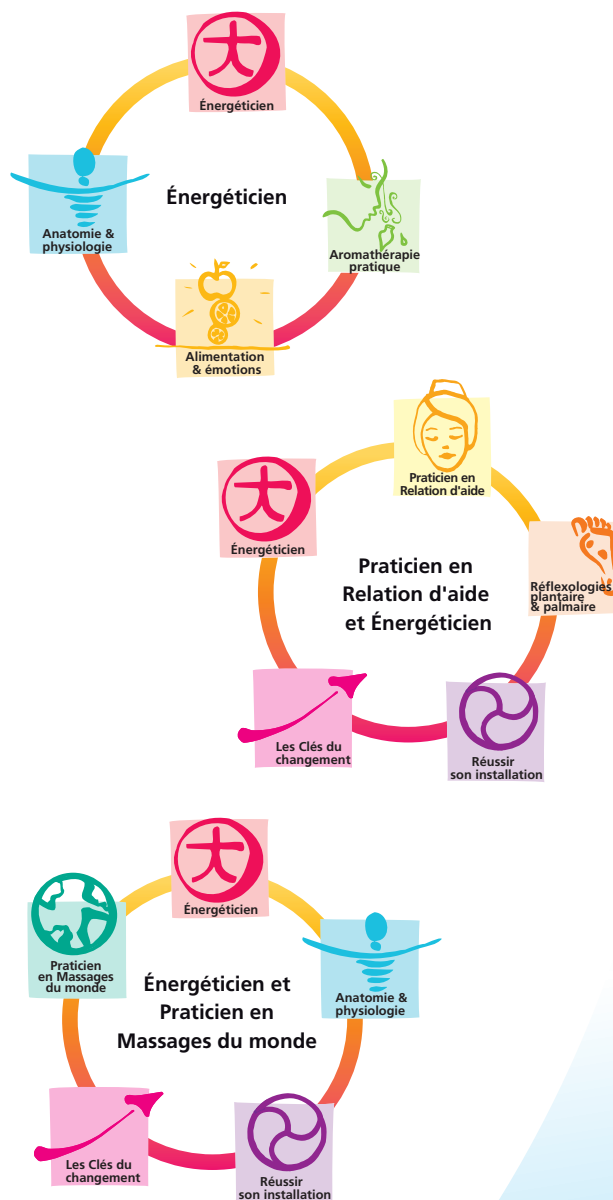 Énergéticien
Énergéticien
Anatomie &
physiologie
Aromathérapie
pratique
Alimentation
& émotions
Praticien en
Relation d'aide
Énergéticien
Praticien en
Relation d'aide
et Énergéticien
Réflexologies
plantaire
& palmaire
Les Clés du
changement
Réussir
son installation
Énergéticien
Praticien
en Massages
du monde
Énergéticien et
Praticien en
Massages du monde
Anatomie &
physiologie
Les Clés du
changement
Réussir
son installation